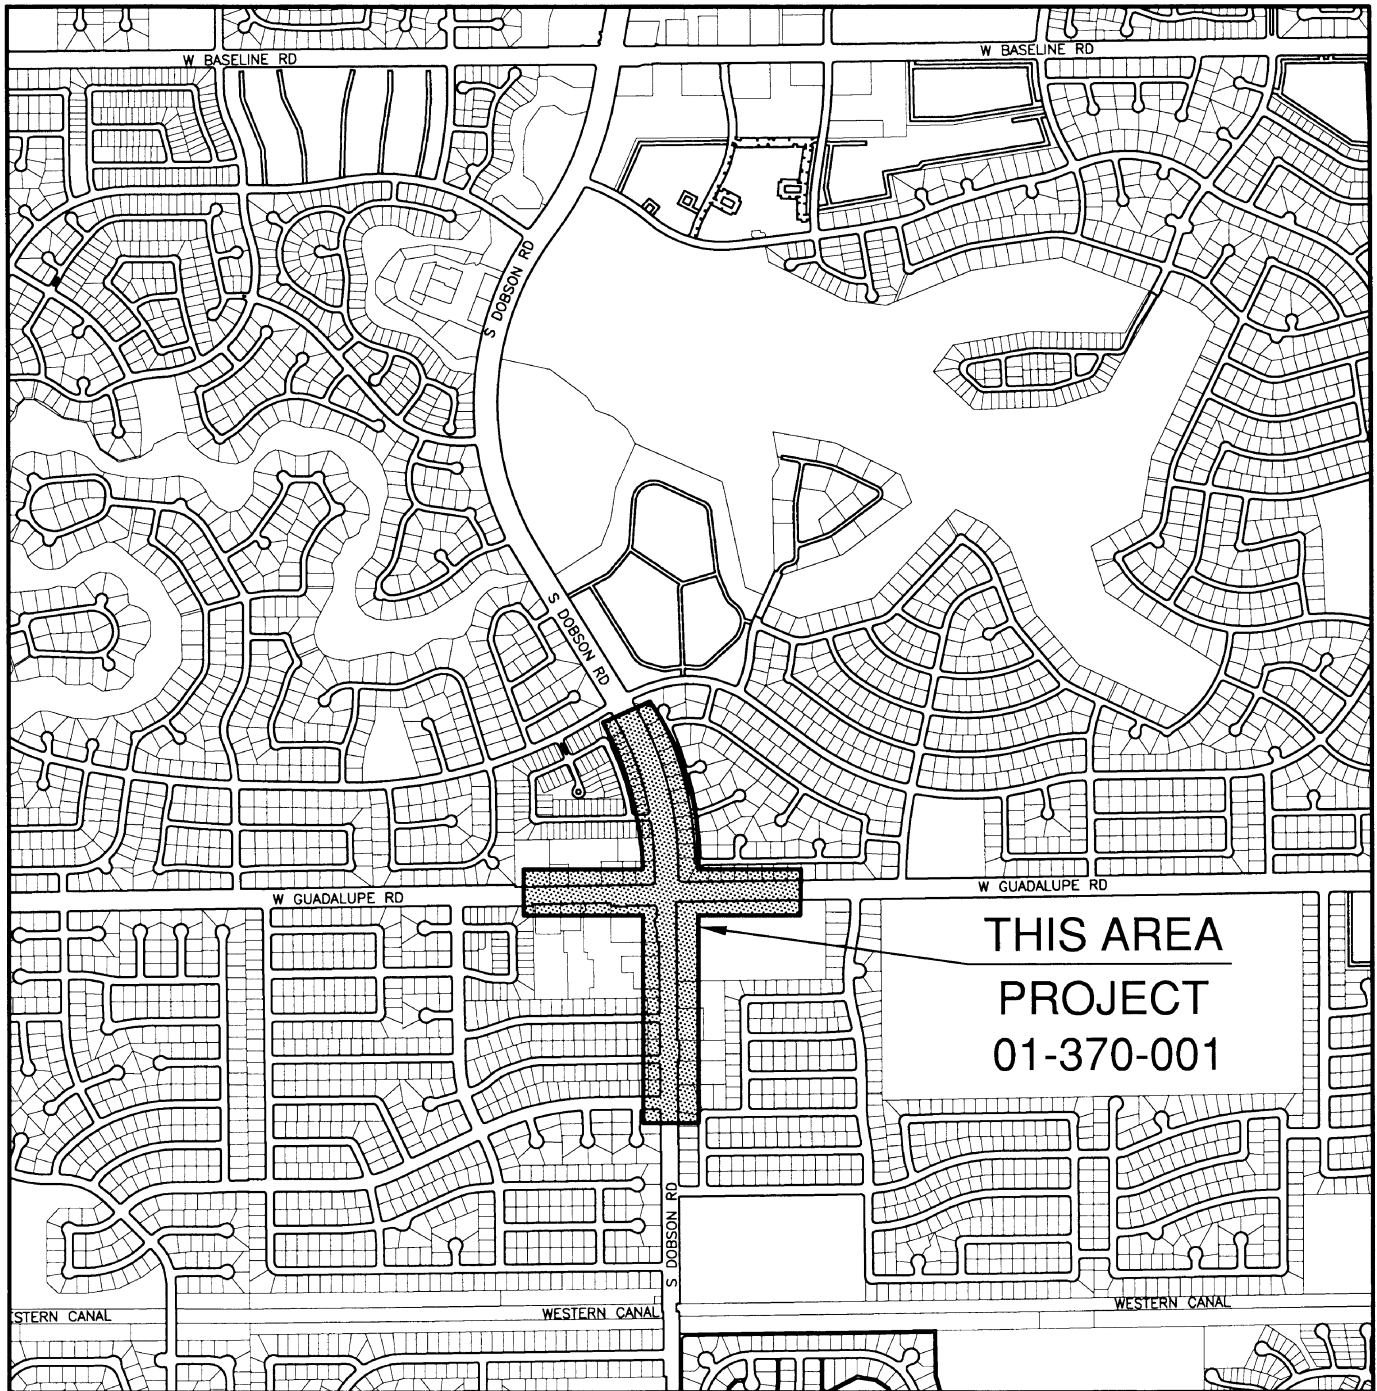 W BASELINE RD
W BASELINE RD
S DOBSON RD
S DOBSON RD
W GUADALUPE RD
W GUADALUPE RD
THIS AREA
PROJECT
01-370-001
S DOBSON RD
STERN CANAL
WESTERN CANAL
WESTERN CANAL